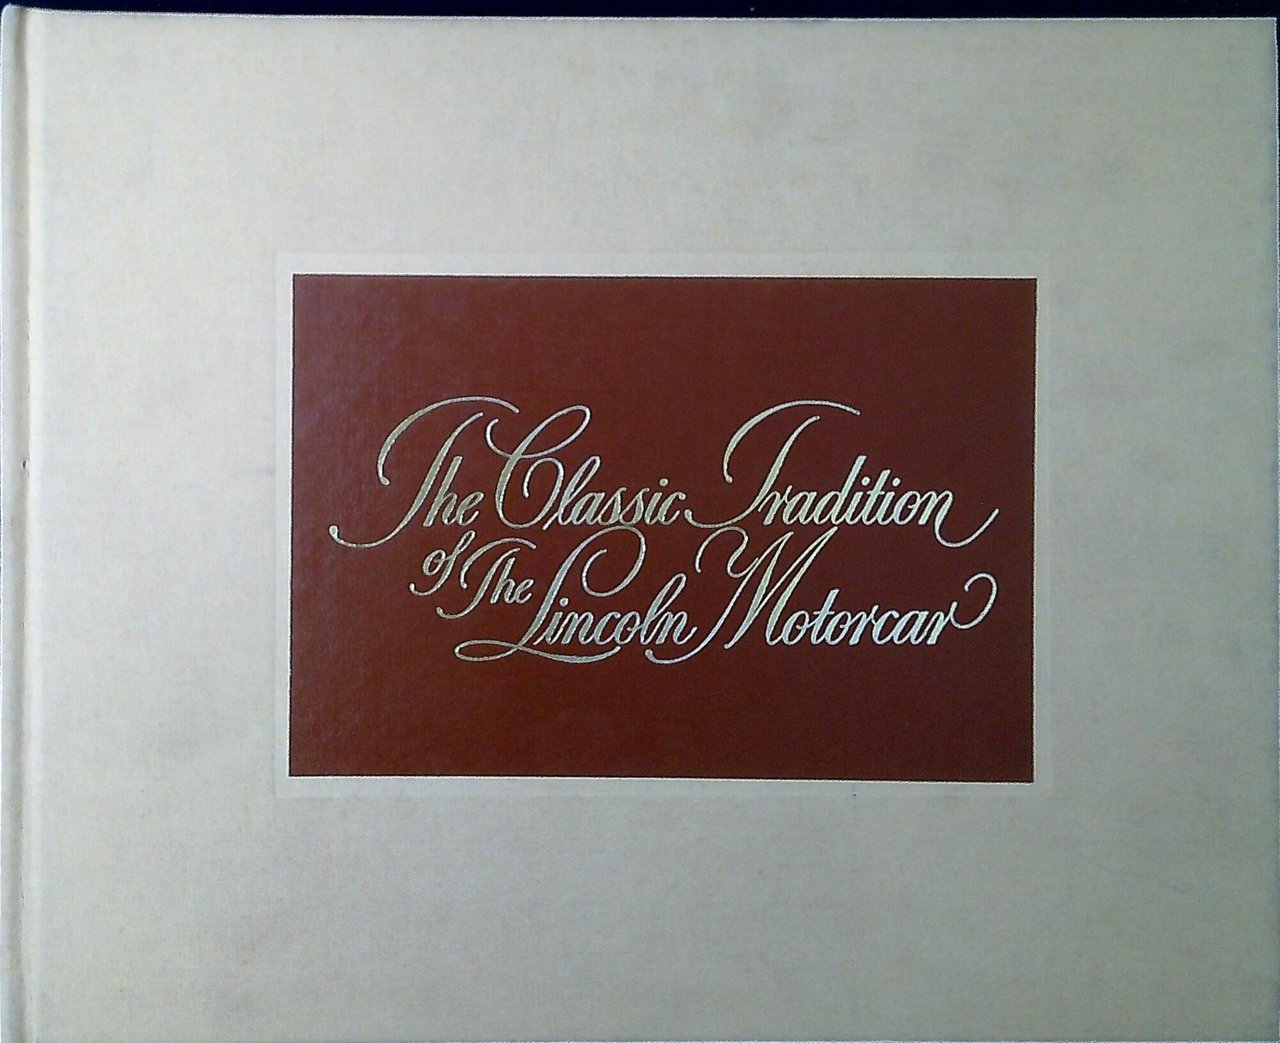 The Classic Tradition
of The Lincoln Motorcar